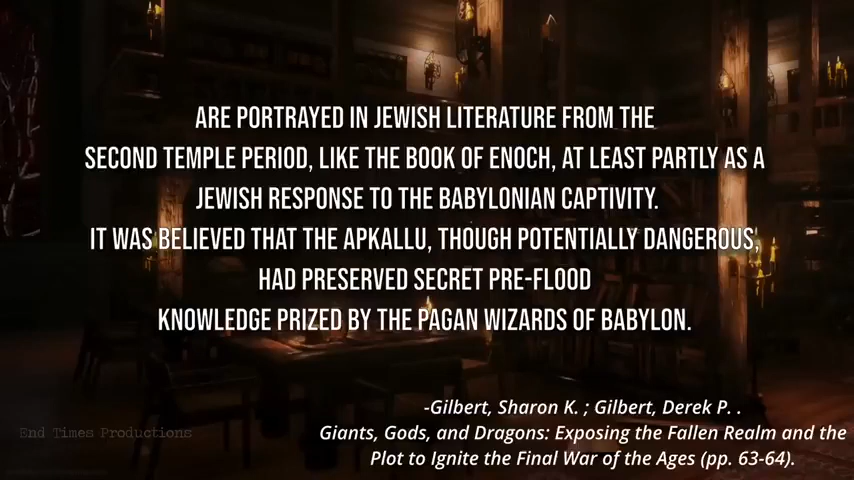 ARE PORTRAYED IN JEWISH LITERATURE FROM THE
SECOND TEMPLE PERIOD, LIKE THE BOOK OF ENOCH, AT LEAST PARTLY AS A
JEWISH RESPONSE TO THE BABYLONIAN CAPTIVITY.
IT WAS BELIEVED THAT THE APKALLU, THOUGH POTENTIALLY DANGEROUS,
HAD PRESERVED SECRET PRE-FLOOD
KNOWLEDGE PRIZED BY THE PAGAN WIZARDS OF BABYLON.
-Gilbert, Sharon K. ; Gilbert, Derek P. .
Giants, Gods, and Dragons: Exposing the Fallen Realm and the
Plot to Ignite the Final War of the Ages (pp. 63-64).
End Times Productions